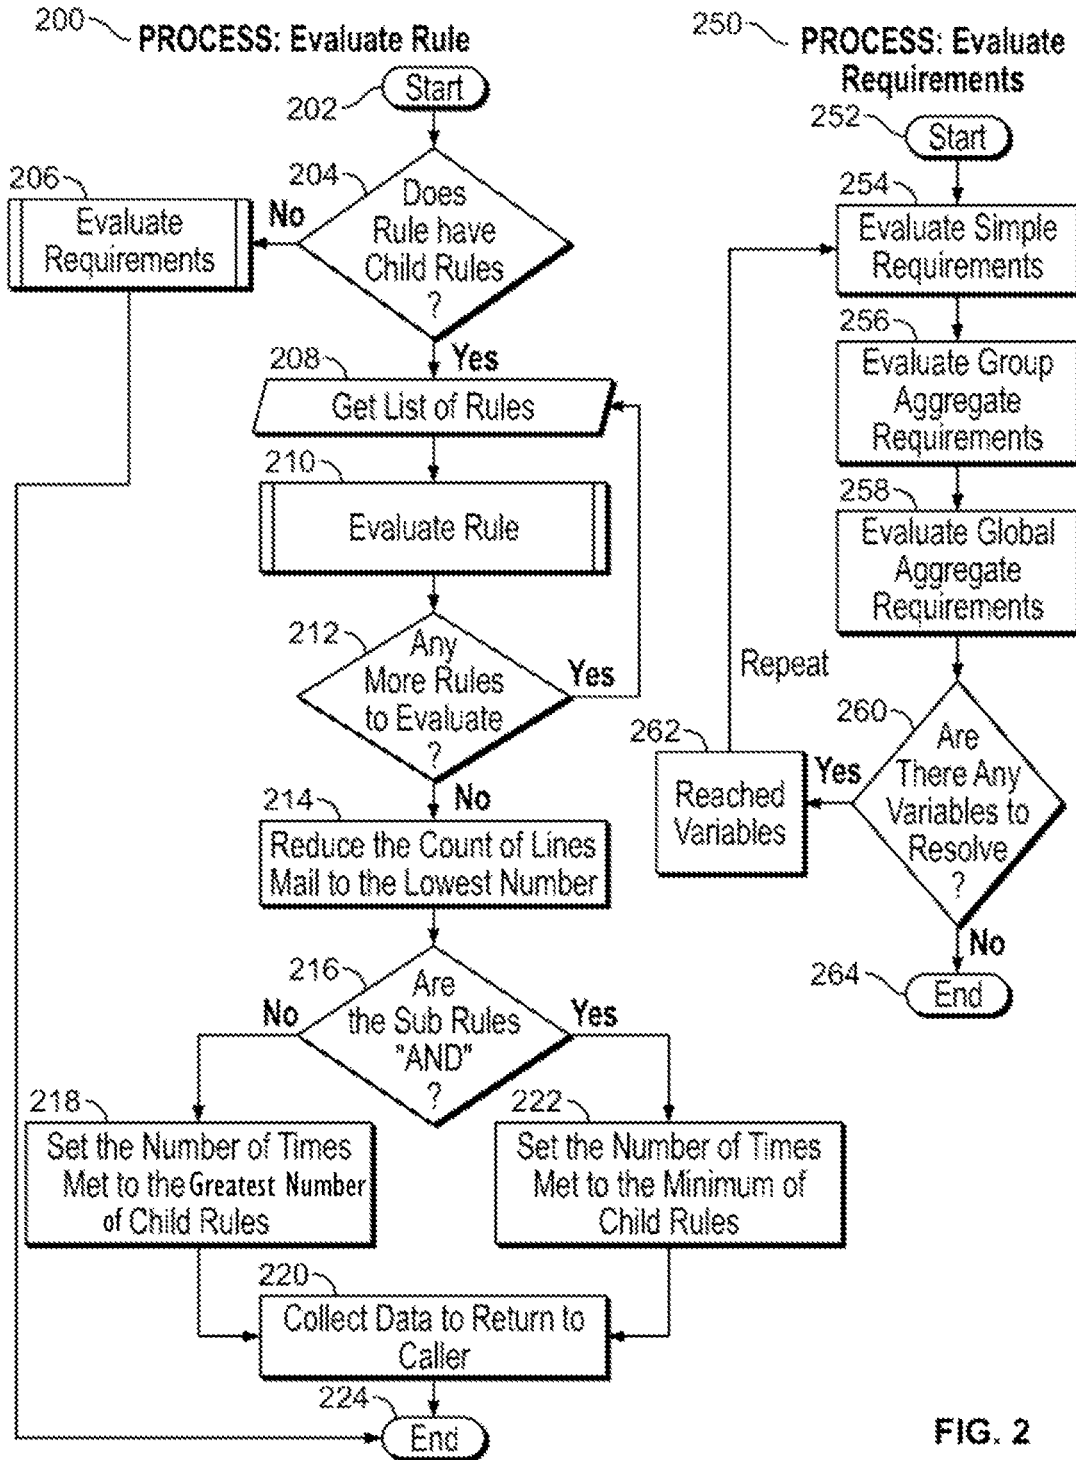 200
PROCESS: Evaluate Rule
202
Start
204
Does
Rule have
Child Rules
?
No
206
Evaluate
Requirements
Yes
208
Get List of Rules
210
Evaluate Rule
212
Any
More Rules
to Evaluate
?
Yes
No
214
Reduce the Count of Lines
Mail to the Lowest Number
216
Are
the Sub Rules
"AND"
?
No
Yes
218
Set the Number of Times
Met to the Greatest Number
of Child Rules
222
Set the Number of Times
Met to the Minimum of
Child Rules
220
Collect Data to Return to
Caller
224
End
250
PROCESS: Evaluate
Requirements
252
Start
254
Evaluate Simple
Requirements
256
Evaluate Group
Aggregate
Requirements
258
Evaluate Global
Aggregate
Requirements
Repeat
260
Are
There Any
Variables to
Resolve
?
Yes
262
Reached
Variables
No
264
End
FIG. 2